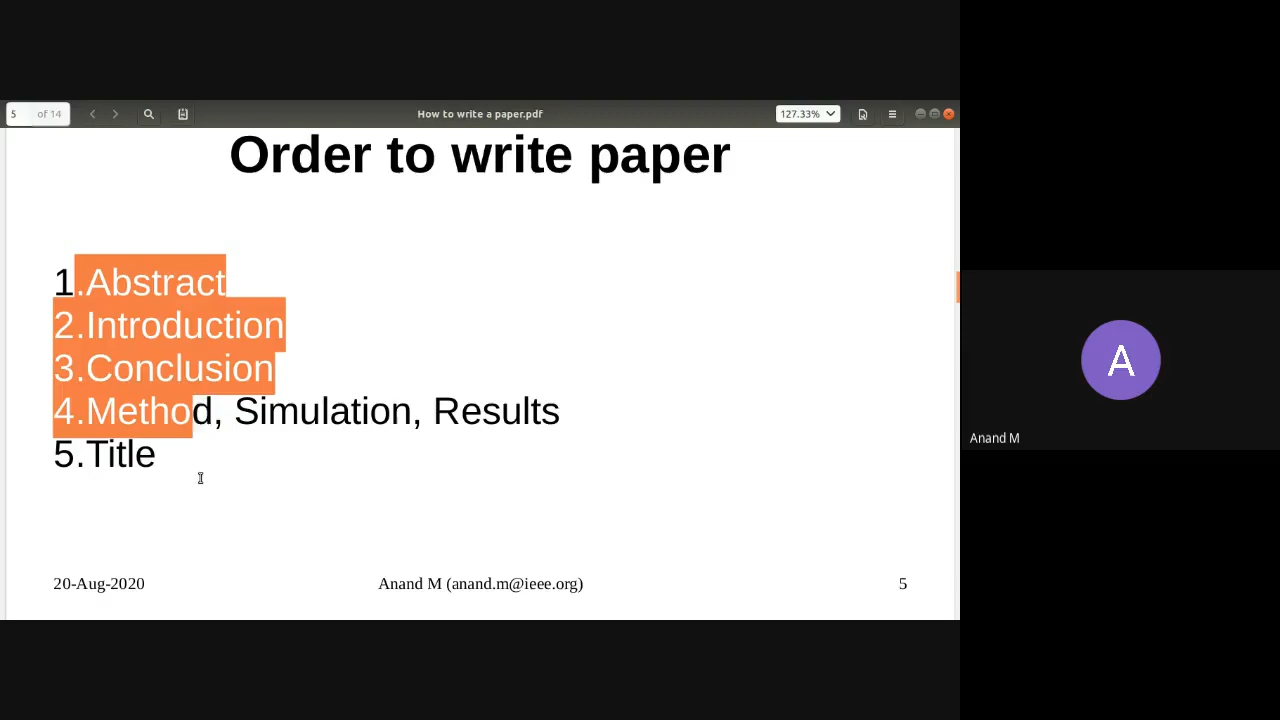 5 of 14
How to write a paper.pdf
127.33%
Order to write paper
1.Abstract
2.Introduction
3.Conclusion
4.Method, Simulation, Results
5.Title
20-Aug-2020 Anand M (anand.m@ieee.org) 5
A
Anand M